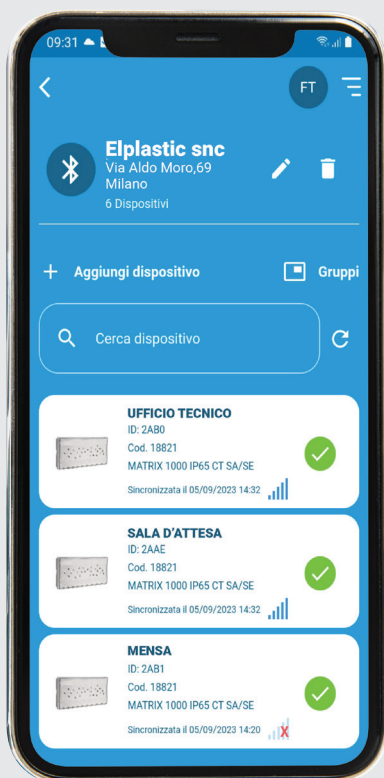 09:31
FT
Elplastic snc
Via Aldo Moro,69
Milano
6 Dispositivi
+ Aggiungi dispositivo
Gruppi
Cerca dispositivo
UFFICIO TECNICO
ID: 2AB0
Cod. 18821
MATRIX 1000 IP65 CT SA/SE
Sincronizzata il 05/09/2023 14:32
SALA D'ATTESA
ID: 2AAE
Cod. 18821
MATRIX 1000 IP65 CT SA/SE
Sincronizzata il 05/09/2023 14:32
MENSA
ID: 2AB1
Cod. 18821
MATRIX 1000 IP65 CT SA/SE
Sincronizzata il 05/09/2023 14:20